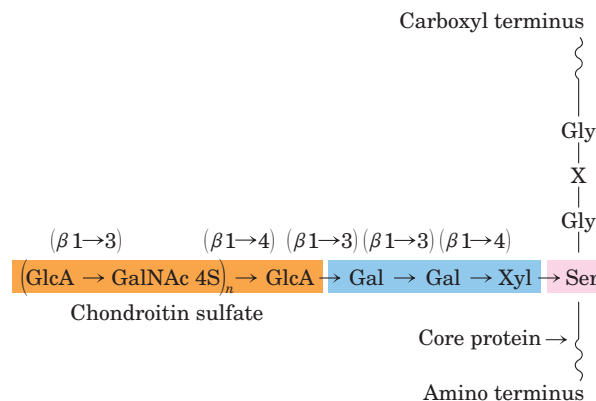 Carboxyl terminus
Gly
X
Gly
(β1→3) (β1→4) (β1→3) (β1→3) (β1→4)
(GlcA → GalNAc 4S)n → GlcA → Gal → Gal → Xyl → Ser
Chondroitin sulfate
Core protein →
Amino terminus